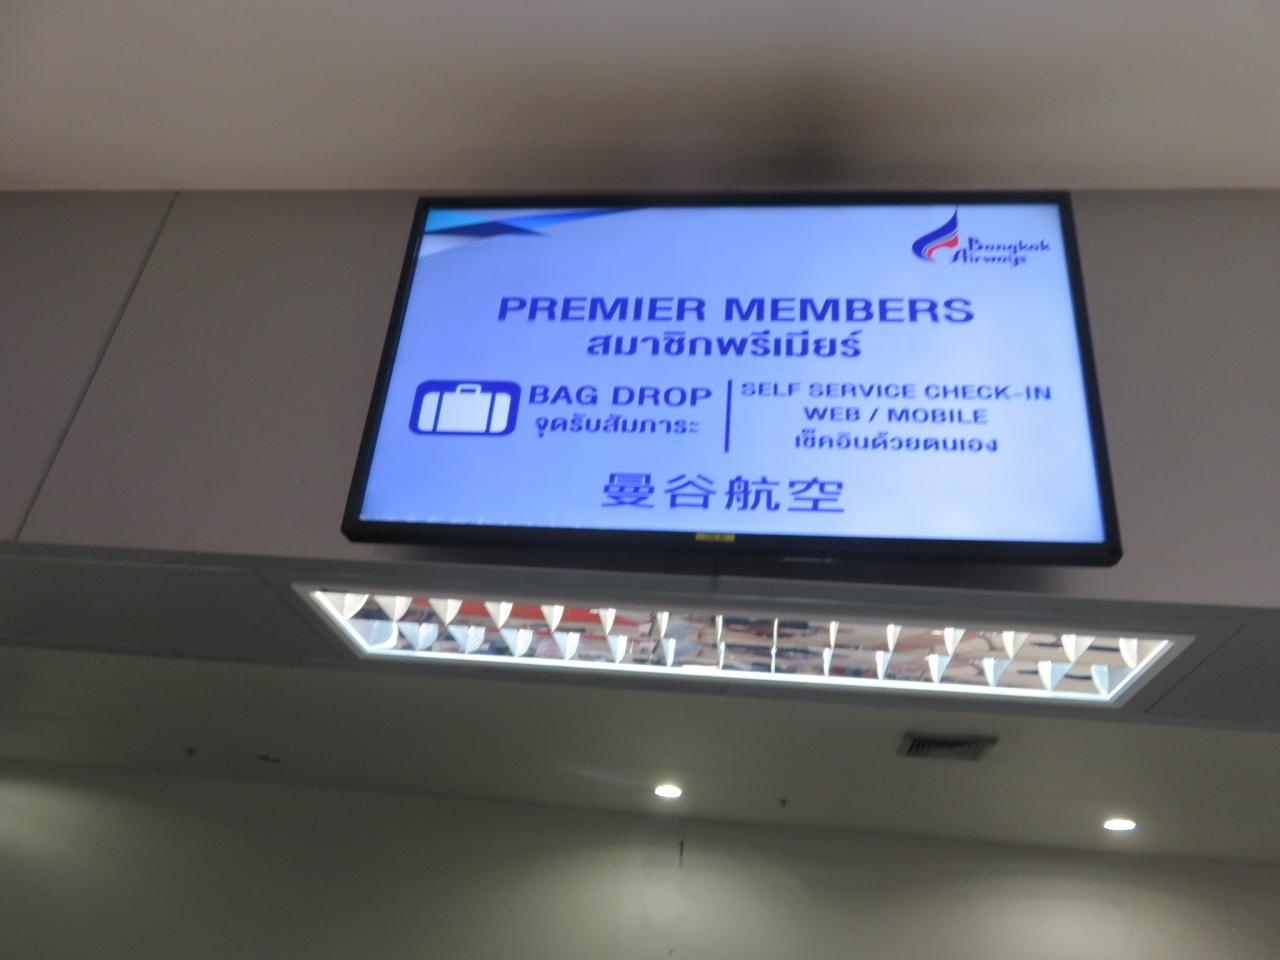 Bangkok
Airways
PREMIER MEMBERS
สมาชิกพรีเมียร์
BAG DROP
จุดรับสัมภาระ
SELF SERVICE CHECK-IN
WEB / MOBILE
เช็คอินด้วยตนเอง
曼谷航空